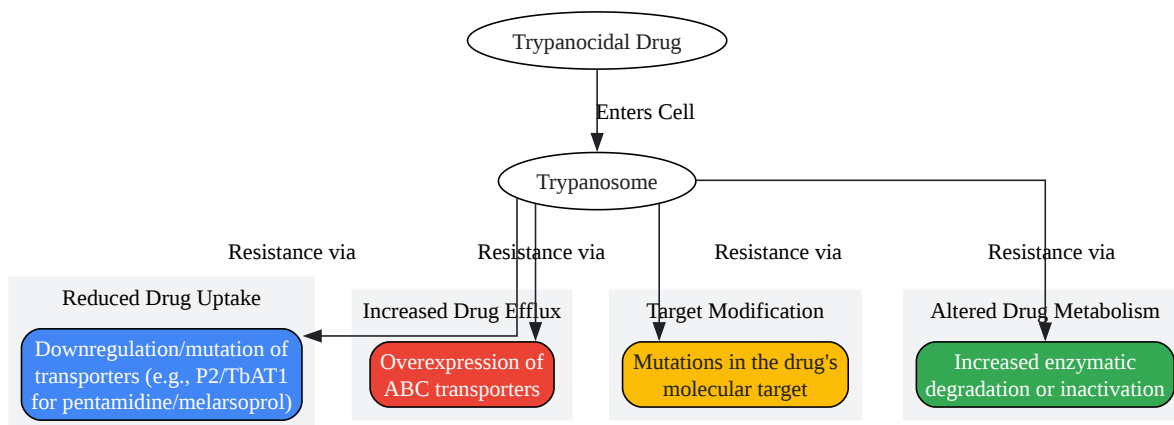 Trypanocidal Drug
Enters Cell
Trypanosome
Resistance via
Resistance via
Resistance via
Resistance via
Reduced Drug Uptake
Increased Drug Efflux
Target Modification
Altered Drug Metabolism
Downregulation/mutation of
transporters (e.g., P2/TbAT1
for pentamidine/melarsoprol)
Overexpression of
ABC transporters
Mutations in the drug's
molecular target
Increased enzymatic
degradation or inactivation